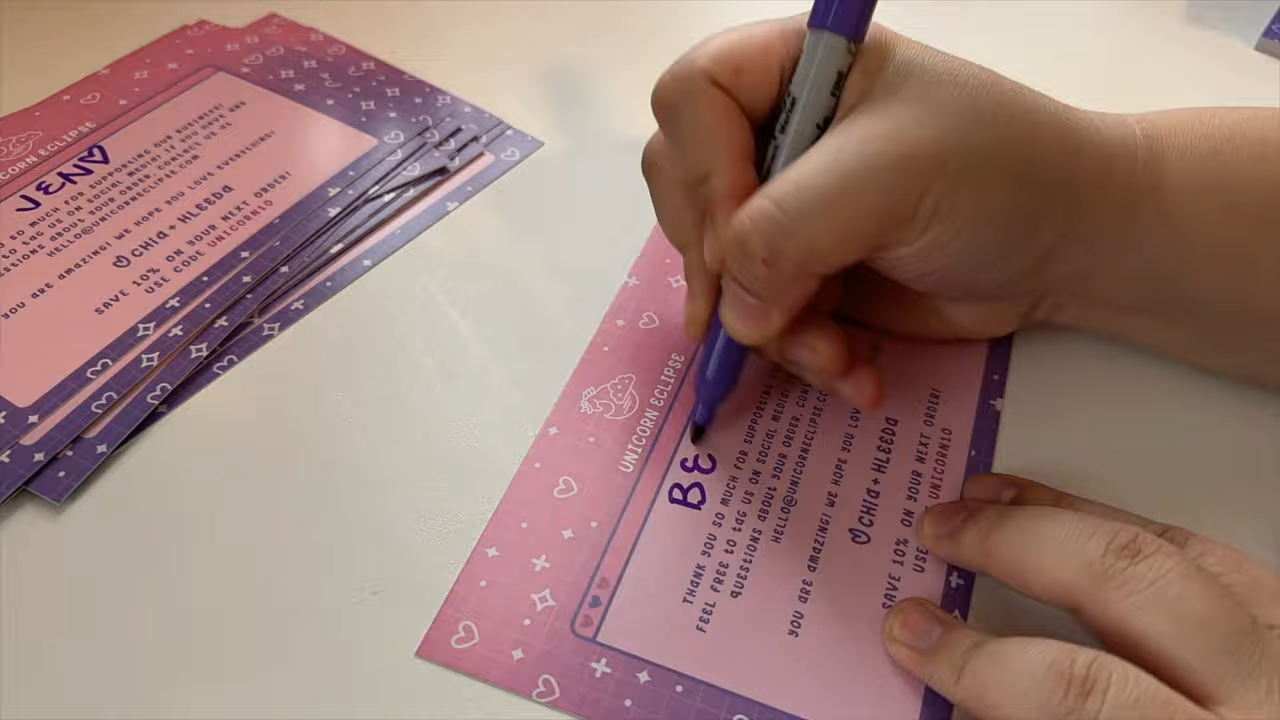 UNICORN ECLIPSE
JEN
SO MUCH FOR SUPPORTING OUR BUSINESS!
TO TAG US ON SOCIAL MEDIA! IF YOU HAVE ANY
ABOUT YOUR ORDER, CONTACT US AT
HELLO@UNICORNECLIPSE.COM
YOU ARE AMAZING! WE HOPE YOU LOVE EVERYTHING!
CHIA + HLEEDA
SAVE 10% ON YOUR NEXT ORDER!
USE CODE UNICORN10
UNICORN ECLIPSE
BE
THANK YOU SO MUCH FOR SUPPORTING
FEEL FREE TO TAG US ON SOCIAL MEDIA!
QUESTIONS ABOUT YOUR ORDER,
HELLO@UNICORNECLIPSE.CO
YOU ARE AMAZING! WE HOPE YOU LOV
CHIA + HLEEDA
SAVE 10% ON YOUR NEXT ORDER!
USE UNICORN10